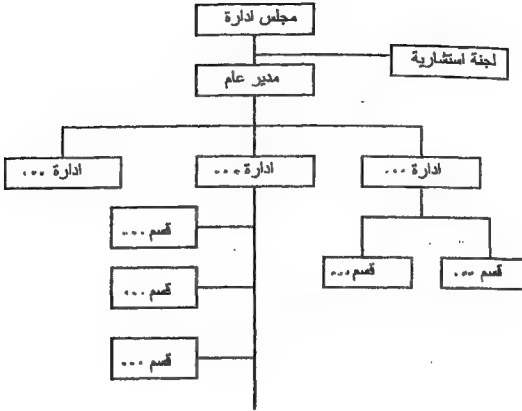 مجلس ادارة
لجنة استشارية
مدير عام
ادارة ...
ادارة ...
ادارة ...
قسم ...
قسم ...
قسم ...
قسم ...
قسم ...